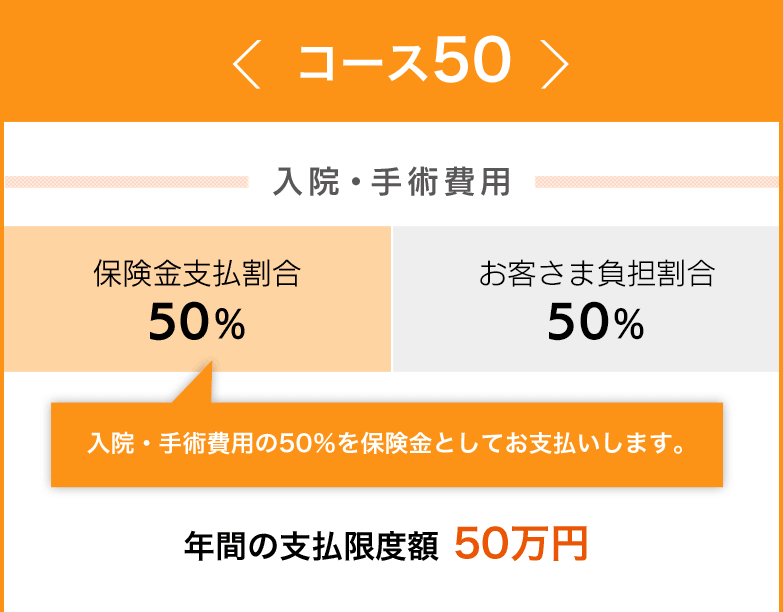 〈 コース50 〉
入院・手術費用
保険金支払割合
50%
お客さま負担割合
50%
入院・手術費用の50%を保険金としてお支払いします。
年間の支払限度額 50万円